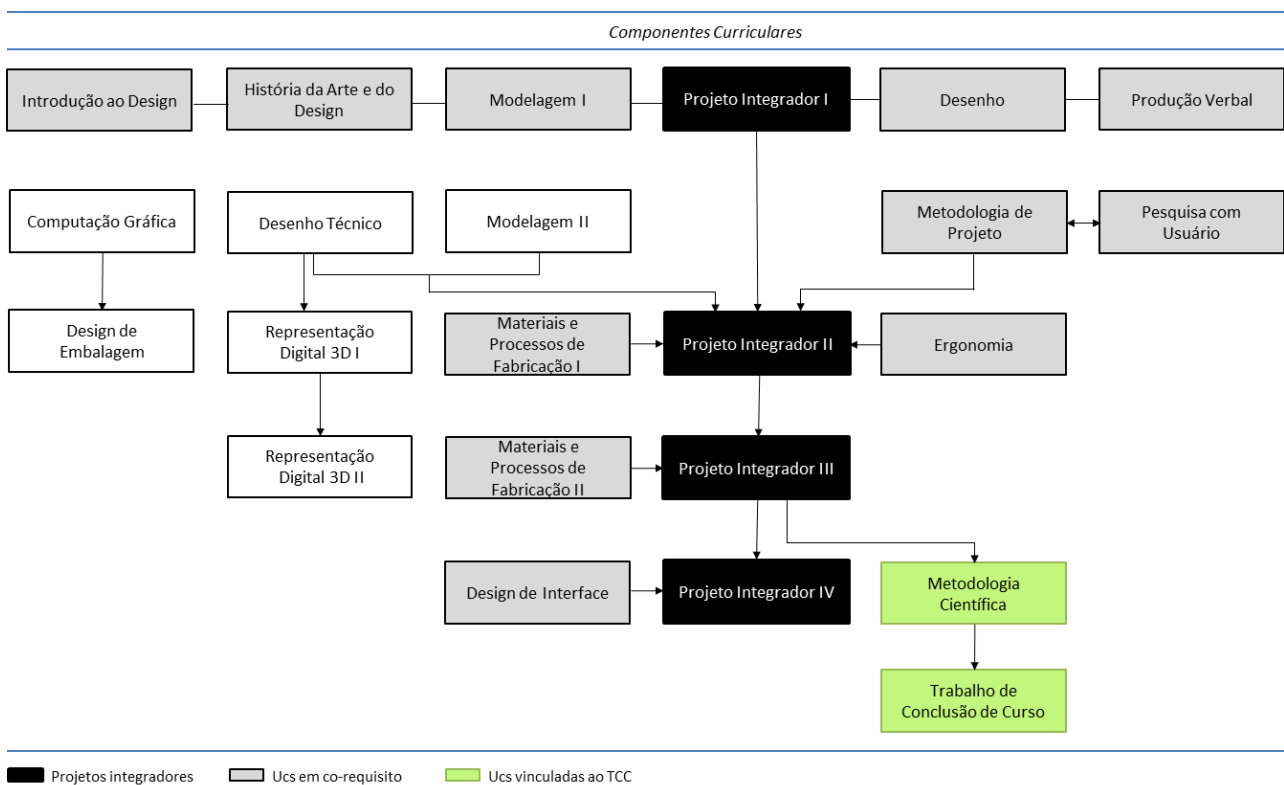 Componentes Curriculares
Introdução ao Design
História da Arte e do
Design
Modelagem I
Projeto Integrador I
Desenho
Produção Verbal
Computação Gráfica
Desenho Técnico
Modelagem II
Metodologia de
Projeto
Pesquisa com
Usuário
Design de
Embalagem
Representação
Digital 3D I
Materiais e
Processos de
Fabricação I
Projeto Integrador II
Ergonomia
Representação
Digital 3D II
Materiais e
Processos de
Fabricação II
Projeto Integrador III
Design de Interface
Projeto Integrador IV
Metodologia
Científica
Trabalho de
Conclusão de Curso
Projetos integradores
Ucs em co-requisito
Ucs vinculadas ao TCC